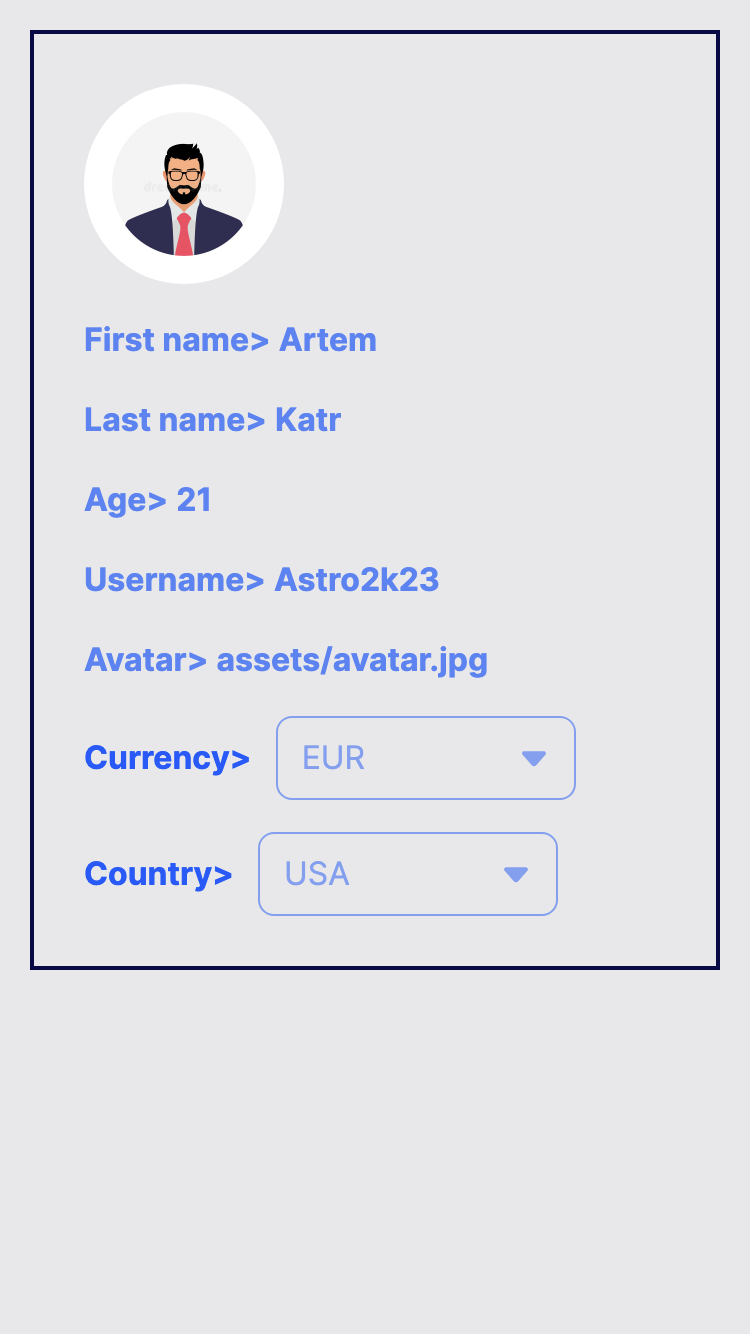 First name> Artem
Last name> Katr
Age> 21
Username> Astro2k23
Avatar> assets/avatar.jpg
Currency> EUR
Country> USA